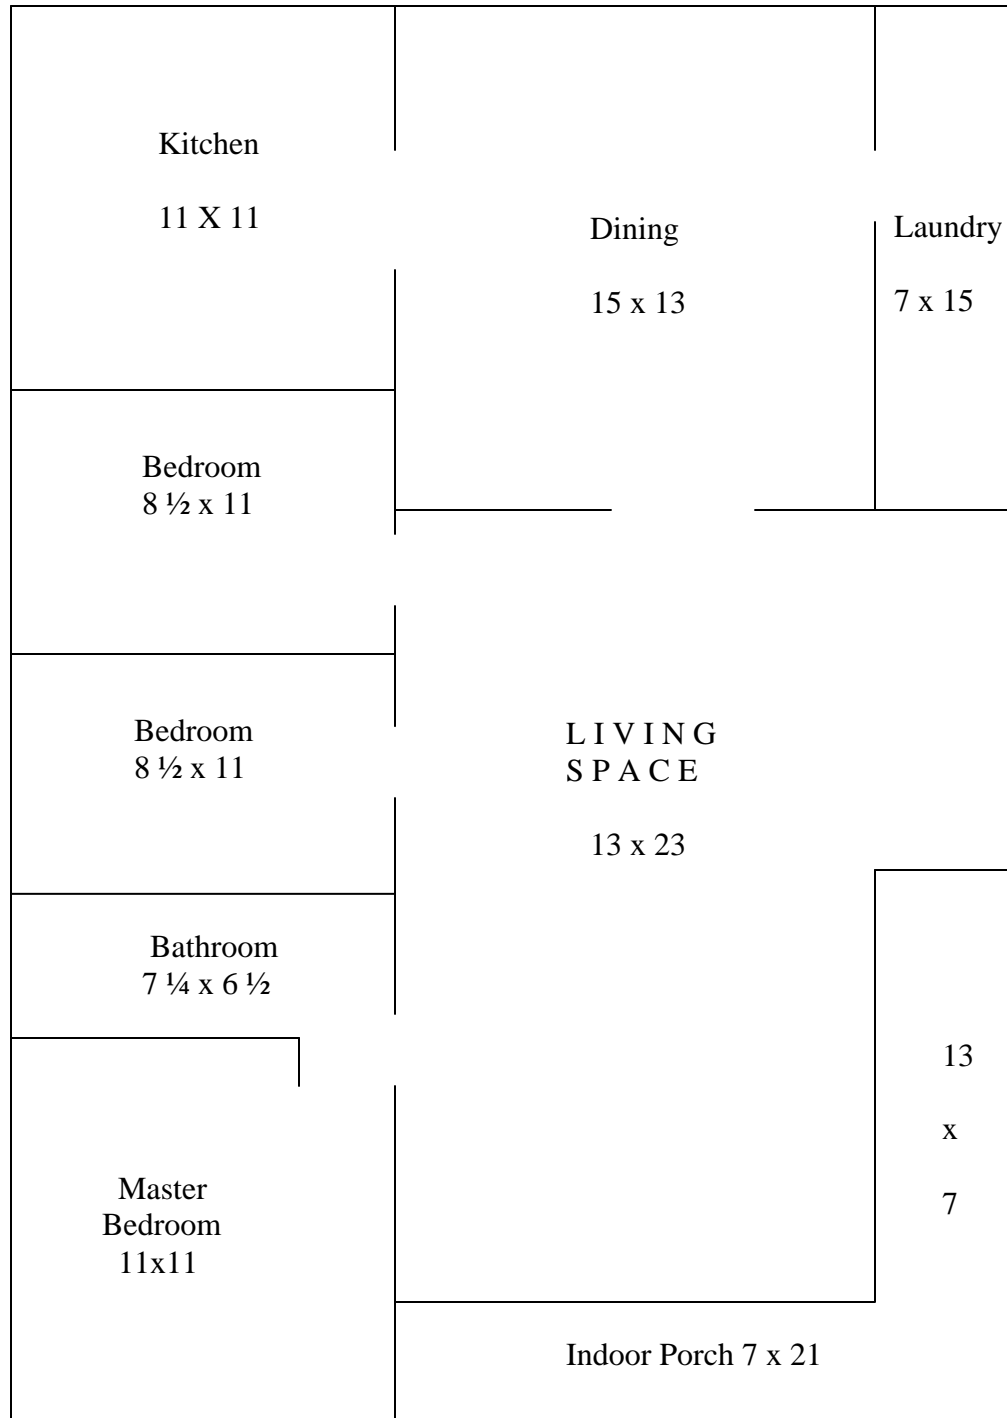 Kitchen
11 X 11
Dining
15 x 13
Laundry
7 x 15
Bedroom
8 ½ x 11
Bedroom
8 ½ x 11
L I V I N G
S P A C E
13 x 23
Bathroom
7 ¼ x 6 ½
13
x
7
Master
Bedroom
11x11
Indoor Porch 7 x 21